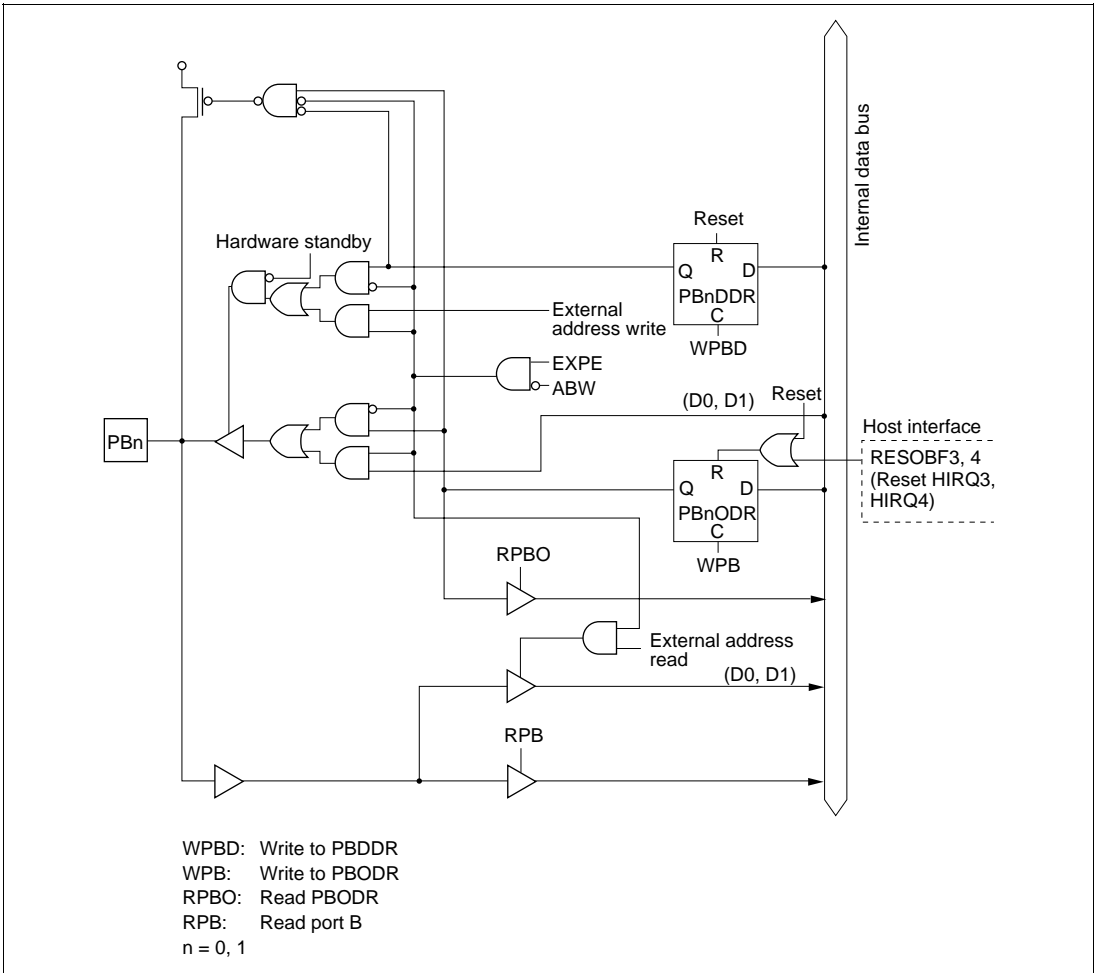 Internal data bus
Reset
Hardware standby
R
Q
D
PBnDDR
C
External
address write
WPBD
EXPE
ABW
(D0, D1)
Reset
Host interface
PBn
RESOBF3, 4
(Reset HIRQ3,
HIRQ4)
R
Q
D
PBnODR
C
WPB
RPBO
External address
read
(D0, D1)
RPB
WPBD: Write to PBDDR
WPB: Write to PBODR
RPBO: Read PBODR
RPB: Read port B
n = 0, 1